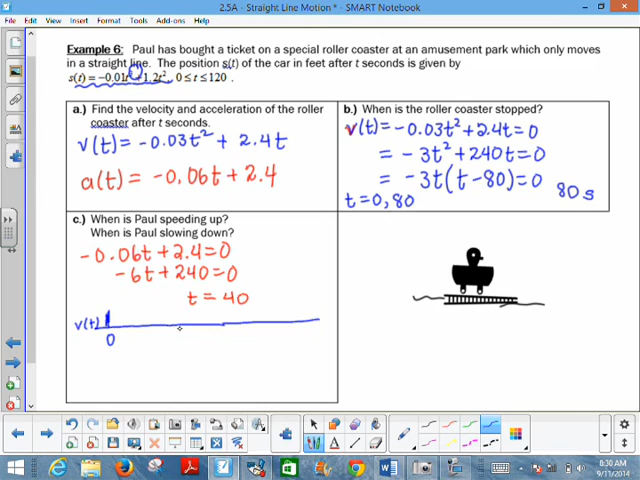 2.5A - Straight Line Motion * - SMART Notebook
File Edit View Insert Format Tools Add-ons Help
Example 6: Paul has bought a ticket on a special roller coaster at an amusement park which only moves
in a straight line. The position s(t) of the car in feet after t seconds is given by
s(t) = −0.01t³ + 1.2t², 0 ≤ t ≤ 120 .
a.) Find the velocity and acceleration of the roller
coaster after t seconds.
v(t) = -0.03t² + 2.4t
a(t) = -0.06t + 2.4
b.) When is the roller coaster stopped?
v(t) = -0.03t² + 2.4t = 0
= -3t² + 240t = 0
= -3t(t - 80) = 0
t = 0, 80
80 s
c.) When is Paul speeding up?
When is Paul slowing down?
-0.06t + 2.4 = 0
-6t + 240 = 0
t = 40
v(t)
0
8:30 AM
9/11/2014